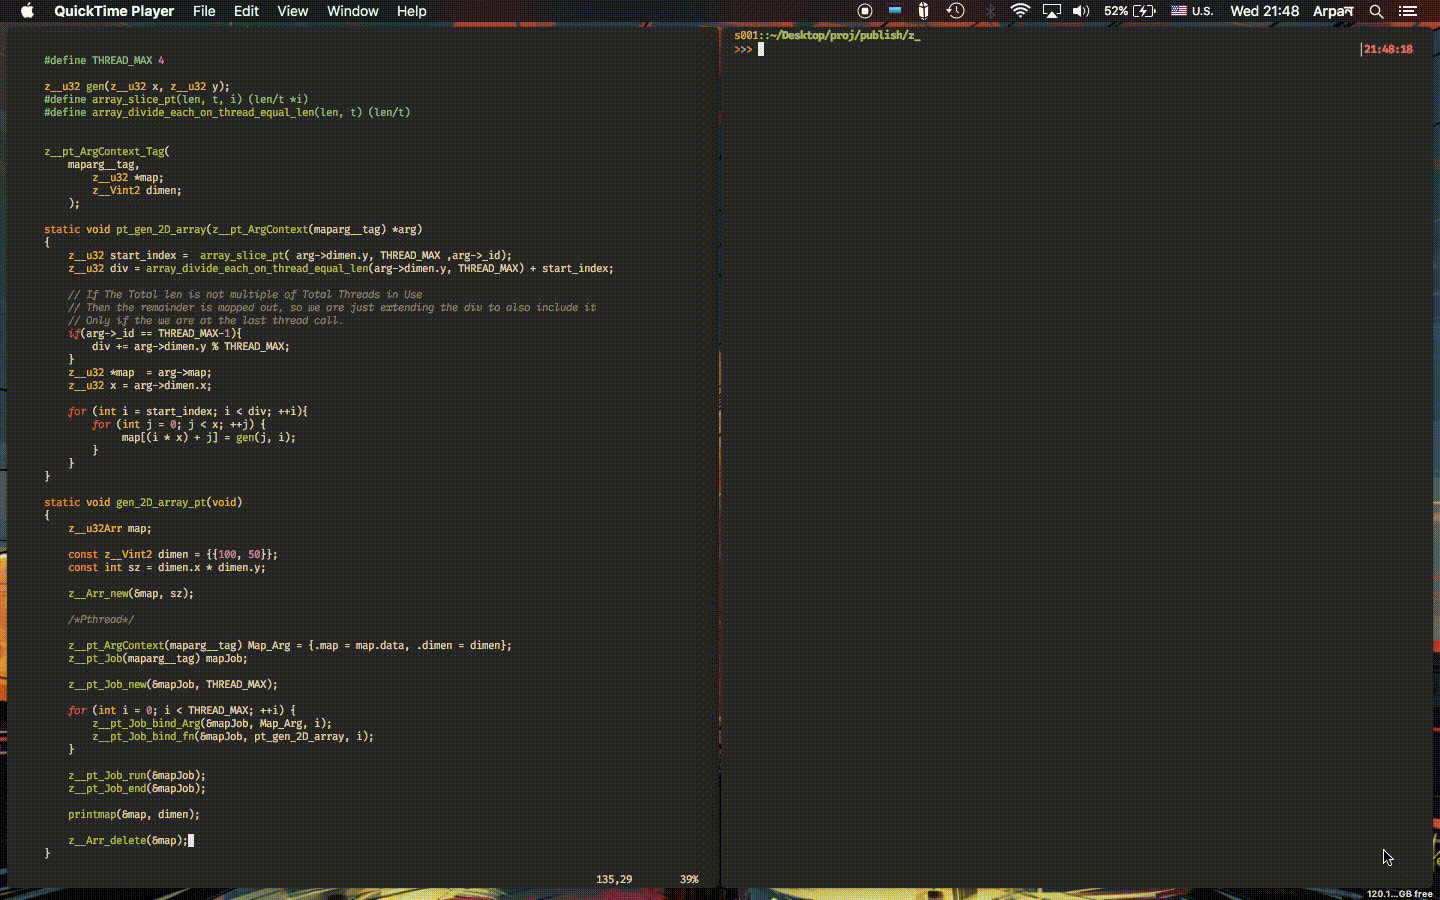 QuickTime Player File Edit View Window Help 52% U.S. Wed 21:48 Arpan
#define THREAD_MAX 4
z__u32 gen(z__u32 x, z__u32 y);
#define array_slice_pt(len, t, i) (len/t *i)
#define array_divide_each_on_thread_equal_len(len, t) (len/t)
z__pt_ArgContext_Tag(
maparg__tag,
z__u32 *map;
z__Vint2 dimen;
);
static void pt_gen_2D_array(z__pt_ArgContext(maparg__tag) *arg)
{
z__u32 start_index =  array_slice_pt( arg->dimen.y, THREAD_MAX ,arg->_id);
z__u32 div = array_divide_each_on_thread_equal_len(arg->dimen.y, THREAD_MAX) + start_index;
// If The Total len is not multiple of Total Threads in Use
// Then the remainder is mapped out, so we are just extending the div to also include it
// Only if the we are at the last thread call.
if(arg->_id == THREAD_MAX-1){
div += arg->dimen.y % THREAD_MAX;
}
z__u32 *map  = arg->map;
z__u32 x = arg->dimen.x;
for (int i = start_index; i < div; ++i){
for (int j = 0; j < x; ++j) {
map[(i * x) + j] = gen(j, i);
}
}
}
static void gen_2D_array_pt(void)
{
z__u32Arr map;
const z__Vint2 dimen = {{100, 50}};
const int sz = dimen.x * dimen.y;
z__Arr_new(&map, sz);
/*Pthread*/
z__pt_ArgContext(maparg__tag) Map_Arg = {.map = map.data, .dimen = dimen};
z__pt_Job(maparg__tag) mapJob;
z__pt_Job_new(&mapJob, THREAD_MAX);
for (int i = 0; i < THREAD_MAX; ++i) {
z__pt_Job_bind_Arg(&mapJob, Map_Arg, i);
z__pt_Job_bind_fn(&mapJob, pt_gen_2D_array, i);
}
z__pt_Job_run(&mapJob);
z__pt_Job_end(&mapJob);
printmap(&map, dimen);
z__Arr_delete(&map);
}
135,29 39%
s001::~/Desktop/proj/publish/z_
>>> 21:48:18
120.1...GB free